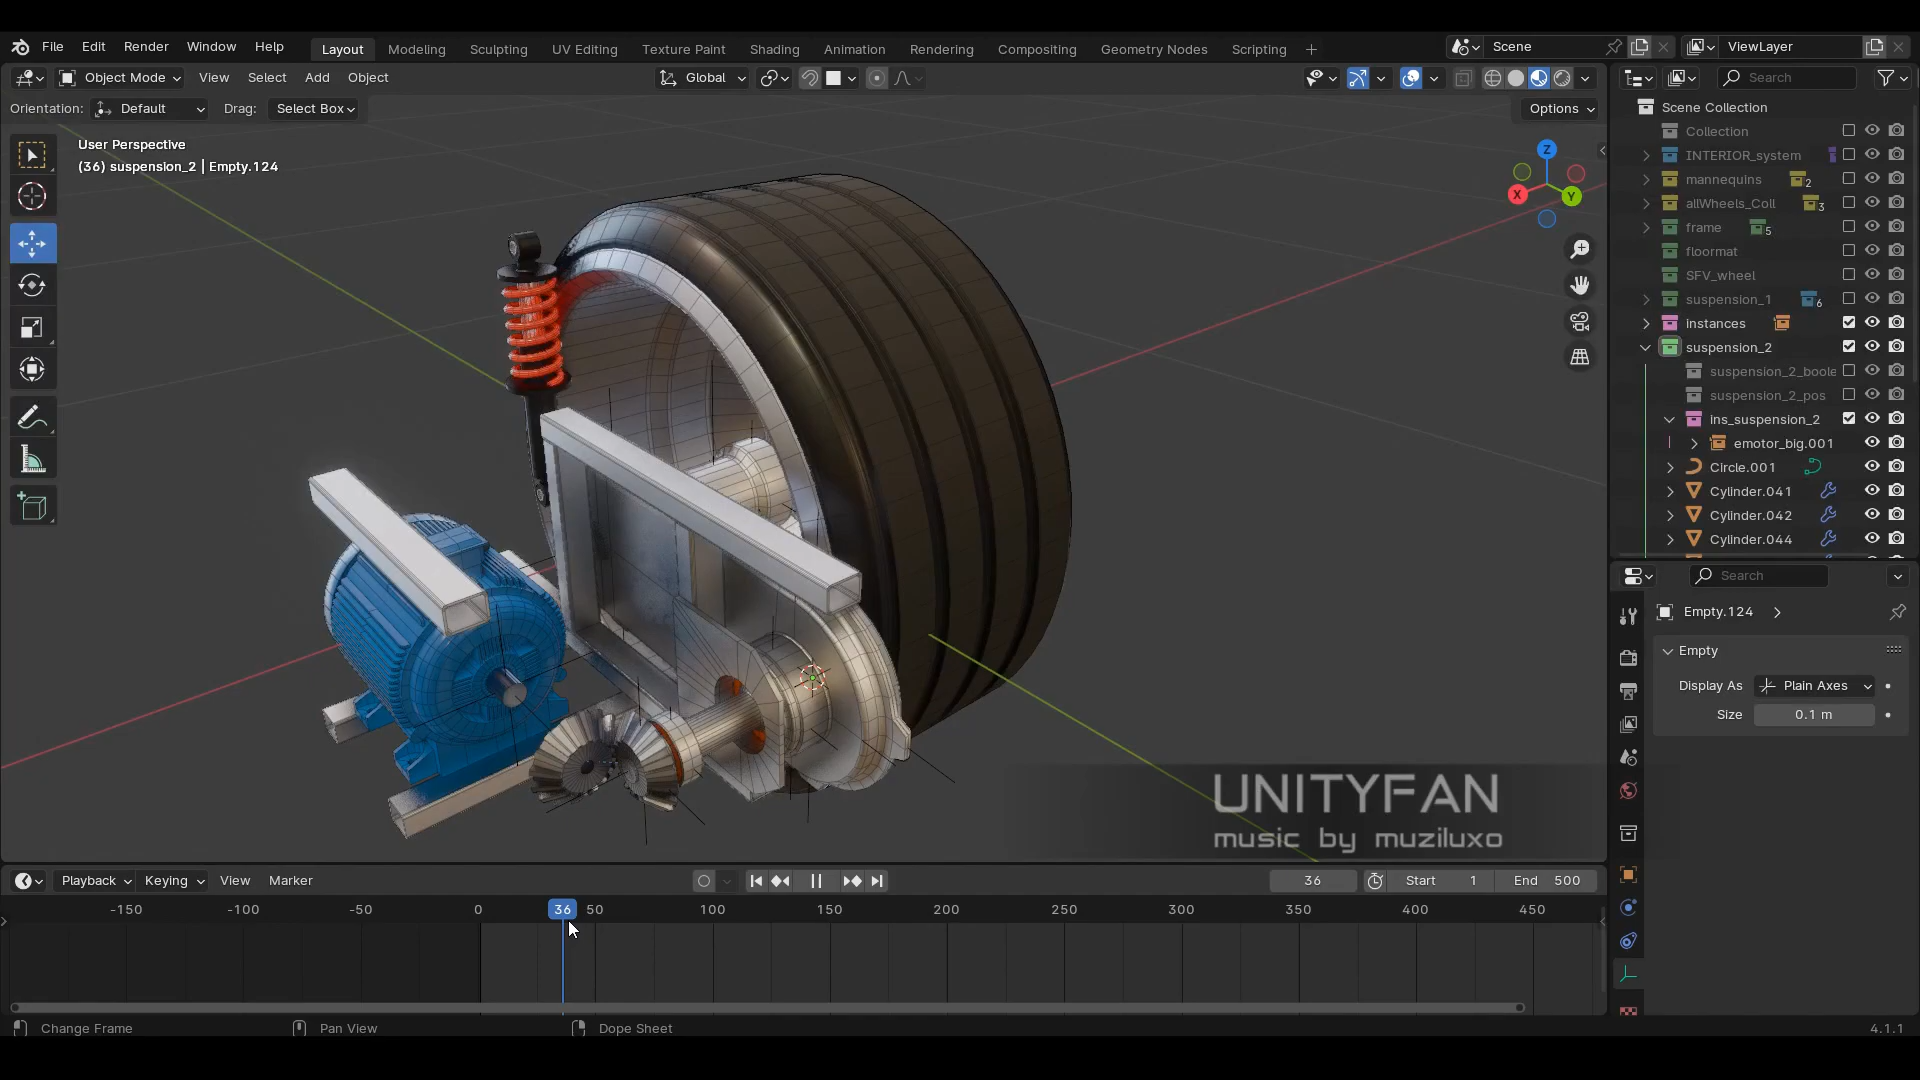 File Edit Render Window Help Layout Modeling Sculpting UV Editing Texture Paint Shading Animation Rendering Compositing Geometry Nodes Scripting + Scene ViewLayer
Object Mode View Select Add Object Global Search
Orientation: Default Drag: Select Box Options
User Perspective
(36) suspension_2 | Empty.124
Z
X
Y
Scene Collection
Collection
INTERIOR_system
mannequins 2
allWheels_Coll 3
frame 5
floormat
SFV_wheel
suspension_1 6
instances
suspension_2
suspension_2_boole
suspension_2_pos
ins_suspension_2
emotor_big.001
Circle.001
Cylinder.041
Cylinder.042
Cylinder.044
Search
Empty.124
Empty
Display As Plain Axes
Size 0.1 m
UNITYFAN
music by muziluxo
Playback Keying View Marker 36 Start 1 End 500
-150 -100 -50 0 36 50 100 150 200 250 300 350 400 450
Change Frame Pan View Dope Sheet 4.1.1